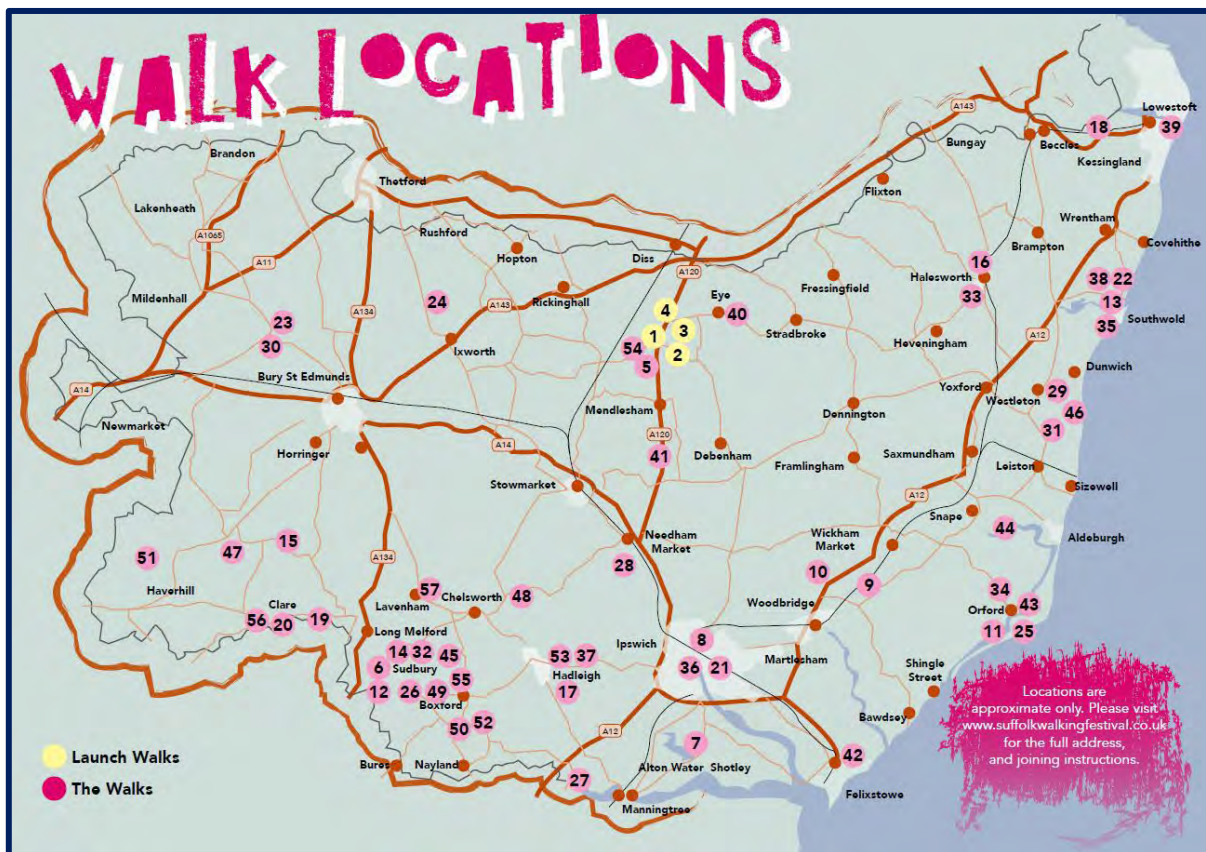 WALK LOCATIONS
A143
Lowestoft
18
39
Bungay
Beccles
Kessingland
Brandon
Thetford
Flixton
Lakenheath
Rushford
Wrentham
A1065
Hopton
Diss
Brampton
Covehithe
A11
A120
16
Mildenhall
Rickinghall
Fressingfield
Halesworth
38
22
24
A143
Eye
33
13
23
A134
4
40
Southwold
3
Stradbroke
A12
35
30
Ixworth
1
Heveningham
54
2
5
Dunwich
Bury St Edmunds
Yoxford
29
A14
Westleton
46
Newmarket
Mendlesham
Dennington
31
Horringer
A14
A120
Debenham
Saxmundham
41
Framlingham
Leiston
Stowmarket
Sizewell
A12
Snape
44
Aldeburgh
51
47
15
Needham
Market
Wickham
Market
A134
28
10
9
Haverhill
57
Lavenham
Chelsworth
48
34
Clare
Woodbridge
43
56
20
19
Orford
Long Melford
11
25
14
32
45
Ipswich
8
6
Sudbury
53
37
Martlesham
Shingle
Street
55
Hadleigh
36
21
12
26
49
17
Boxford
Bawdsey
50
52
A12
7
42
Bures
Nayland
Alton Water
Shotley
27
Felixstowe
Manningtree
Launch Walks
The Walks
Locations are
approximate only. Please visit
www.suffolkwalkingfestival.co.uk
for the full address,
and joining instructions.